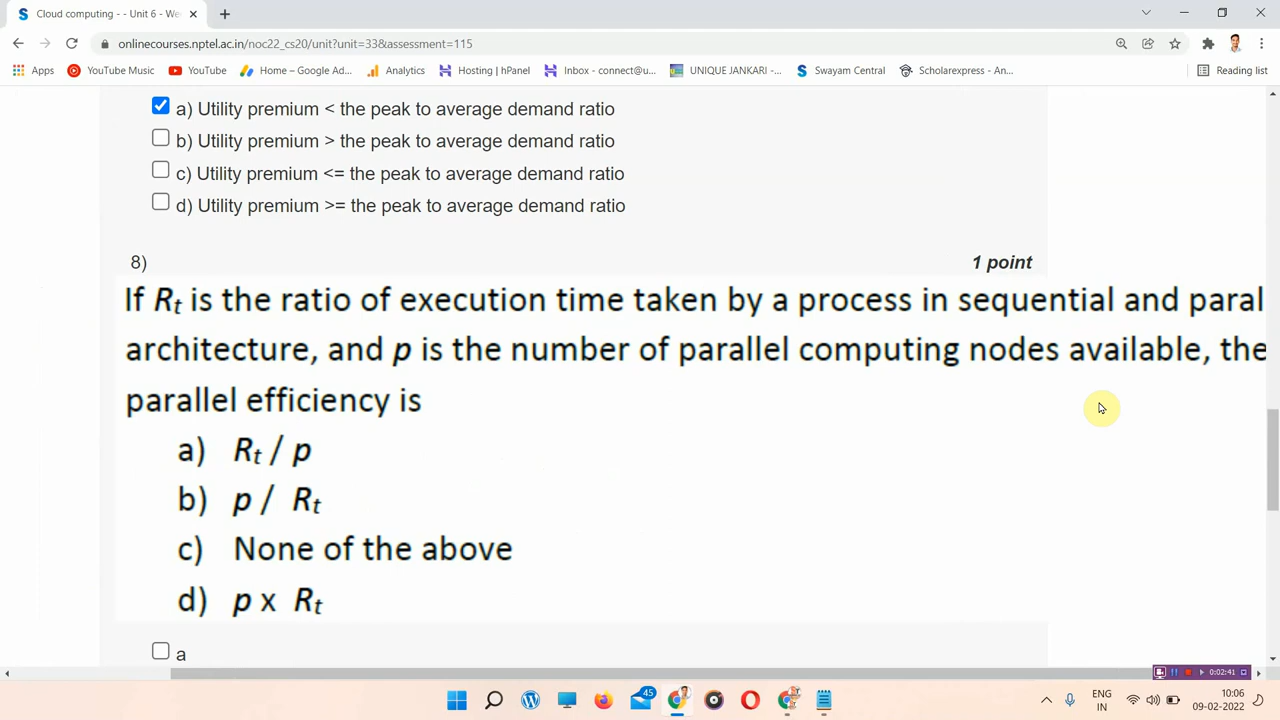 Cloud computing - - Unit 6 - We
onlinecourses.nptel.ac.in/noc22_cs20/unit?unit=33&assessment=115
Apps YouTube Music YouTube Home – Google Ad... Analytics Hosting | hPanel Inbox - connect@u... UNIQUE JANKARI -... Swayam Central Scholarexpress - An... Reading list
a) Utility premium < the peak to average demand ratio
b) Utility premium > the peak to average demand ratio
c) Utility premium <= the peak to average demand ratio
d) Utility premium >= the peak to average demand ratio
8) 1 point
If Rt is the ratio of execution time taken by a process in sequential and paral
architecture, and p is the number of parallel computing nodes available, the
parallel efficiency is
a) Rt / p
b) p / Rt
c) None of the above
d) p x Rt
a
0:02:41
45
ENG
IN
10:06
09-02-2022